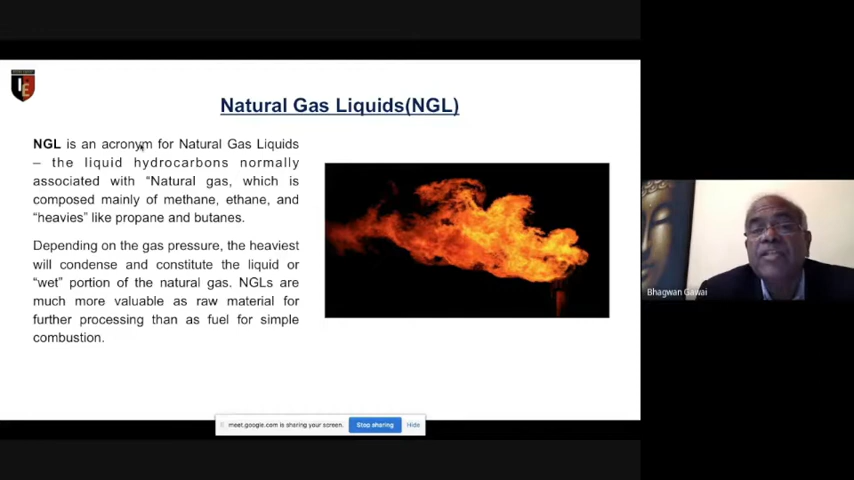 Natural Gas Liquids(NGL)
NGL is an acronym for Natural Gas Liquids
– the liquid hydrocarbons normally
associated with “Natural gas, which is
composed mainly of methane, ethane, and
“heavies” like propane and butanes.
Depending on the gas pressure, the heaviest
will condense and constitute the liquid or
“wet” portion of the natural gas. NGLs are
much more valuable as raw material for
further processing than as fuel for simple
combustion.
Bhagwan Gawai
meet.google.com is sharing your screen.
Stop sharing
Hide